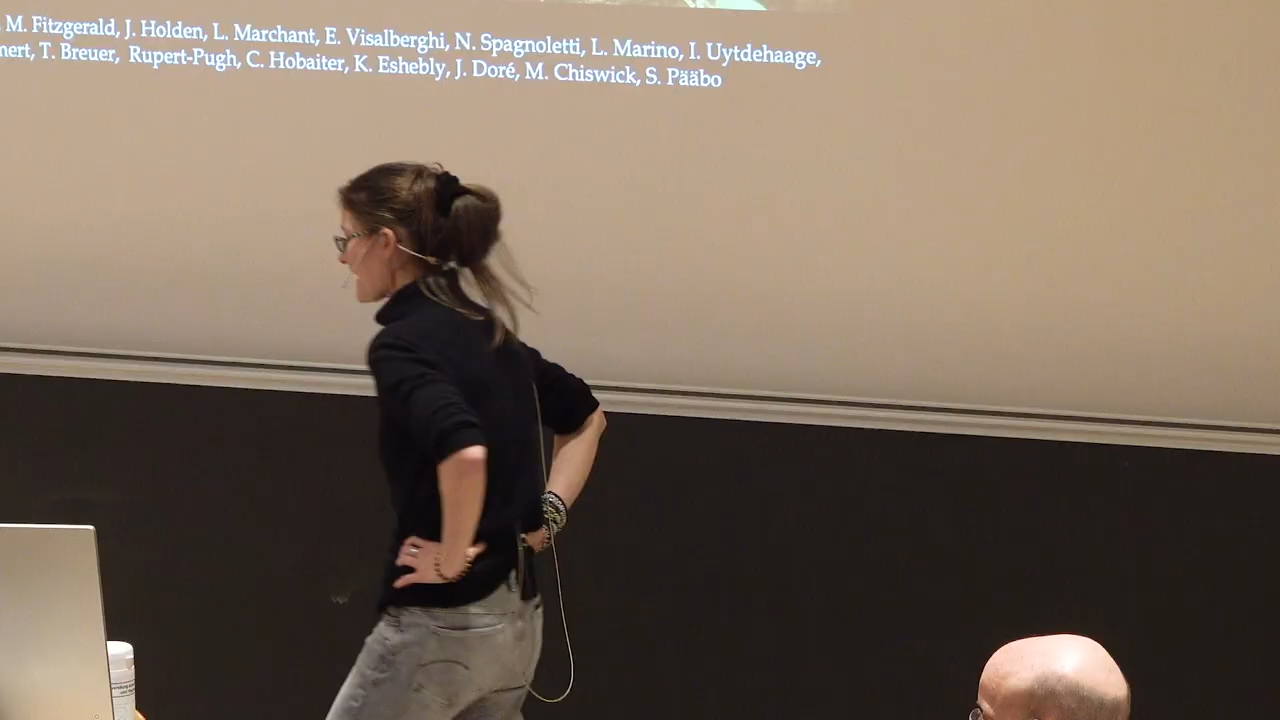 M. Fitzgerald, J. Holden, L. Marchant, E. Visalberghi, N. Spagnoletti, L. Marino, I. Uytdehaage,
T. Breuer, Rupert-Pugh, C. Hobaiter, K. Eshebly, J. Doré, M. Chiswick, S. Pääbo